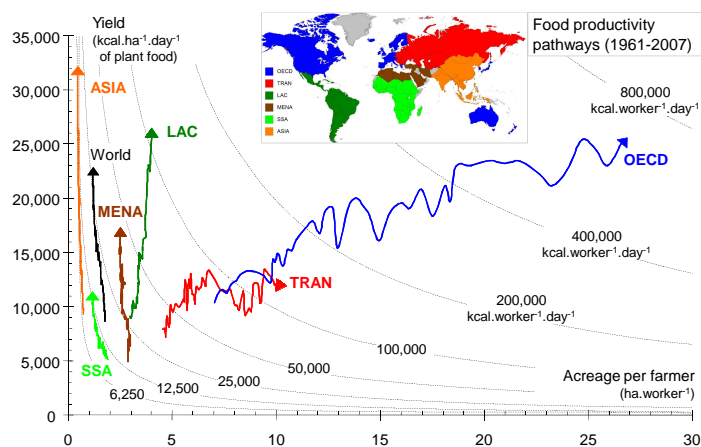 Yield
(kcal.ha⁻¹.day⁻¹
of plant food)
Food productivity
pathways (1961-2007)
35,000
30,000
25,000
20,000
15,000
10,000
5,000
0
OECD
TRAN
LAC
MENA
SSA
ASIA
800,000
kcal.worker⁻¹.day⁻¹
ASIA
LAC
World
OECD
MENA
400,000
kcal.worker⁻¹.day⁻¹
TRAN
200,000
kcal.worker⁻¹.day⁻¹
100,000
50,000
25,000
12,500
6,250
SSA
Acreage per farmer
(ha.worker⁻¹)
0 5 10 15 20 25 30